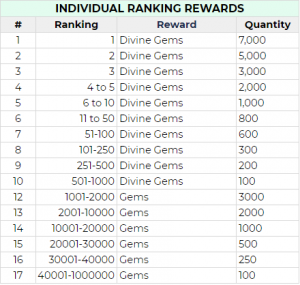 INDIVIDUAL RANKING REWARDS
# Ranking Reward Quantity
1 1 Divine Gems 7,000
2 2 Divine Gems 5,000
3 3 Divine Gems 3,000
4 4 to 5 Divine Gems 2,000
5 6 to 10 Divine Gems 1,000
6 11 to 50 Divine Gems 800
7 51-100 Divine Gems 600
8 101-250 Divine Gems 300
9 251-500 Divine Gems 200
10 501-1000 Divine Gems 100
12 1001-2000 Gems 3000
13 2001-10000 Gems 2000
14 10001-20000 Gems 1000
15 20001-30000 Gems 500
16 30001-40000 Gems 250
17 40001-1000000 Gems 100